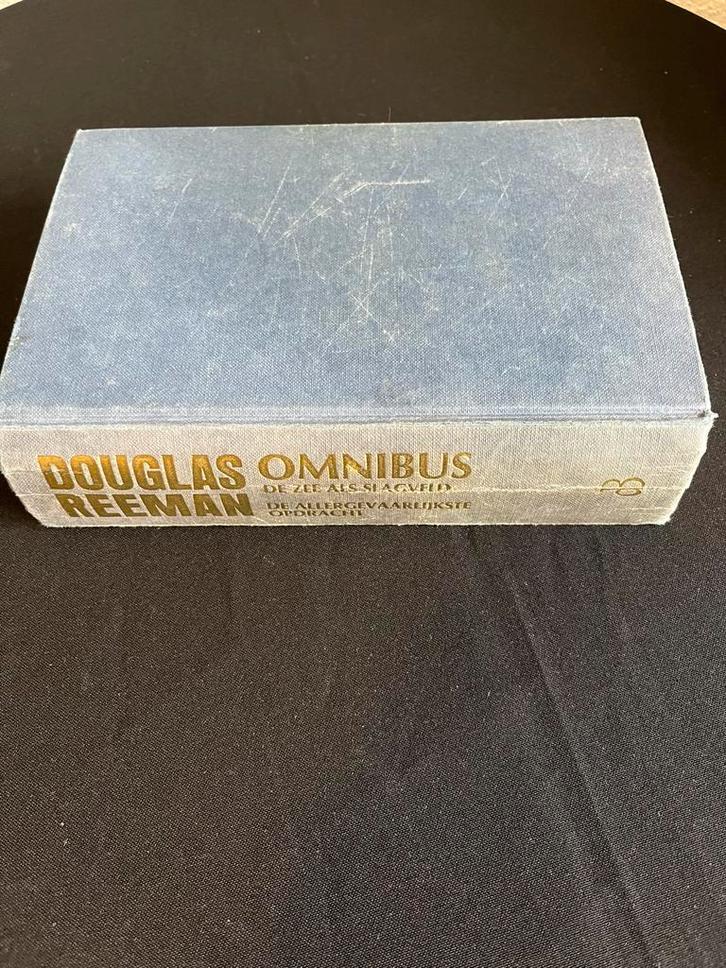 DOUGLAS
REEMAN
OMNIBUS
DE ZEE ALS SLAGVELD
DE ALLERGEVAARLIJKSTE
OPDRACHT